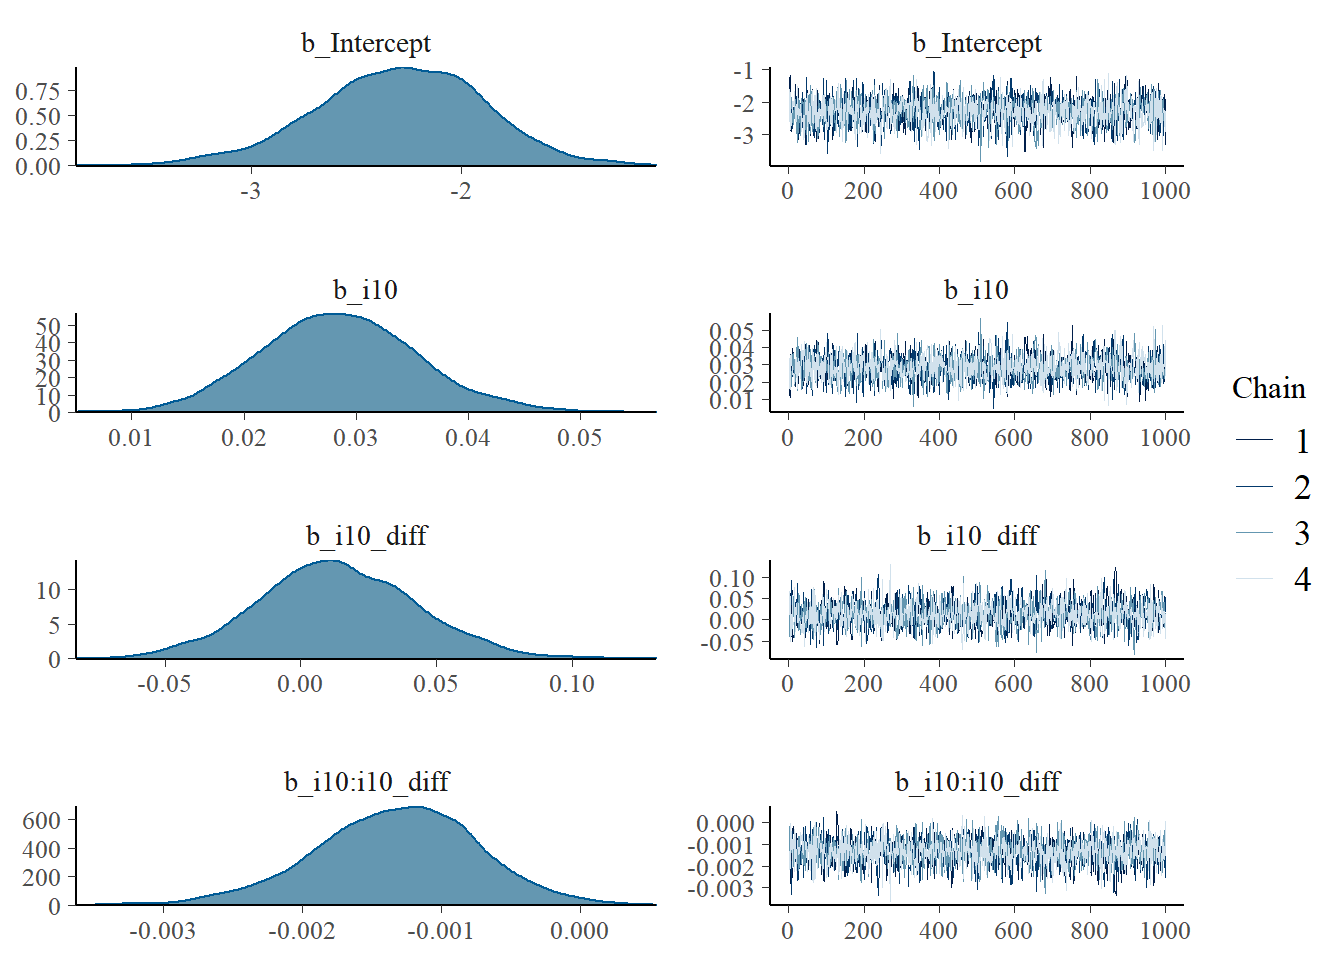 b_Intercept
0.75
0.50
0.25
0.00
-3 -2
b_Intercept
-1
-2
-3
0 200 400 600 800 1000
b_i10
50
40
30
20
10
0
0.01 0.02 0.03 0.04 0.05
b_i10
0.05
0.04
0.03
0.02
0.01
0 200 400 600 800 1000
b_i10_diff
10
5
0
-0.05 0.00 0.05 0.10
b_i10_diff
0.10
0.05
0.00
-0.05
0 200 400 600 800 1000
b_i10:i10_diff
600
400
200
0
-0.003 -0.002 -0.001 0.000
b_i10:i10_diff
0.000
-0.001
-0.002
-0.003
0 200 400 600 800 1000
Chain
1
2
3
4